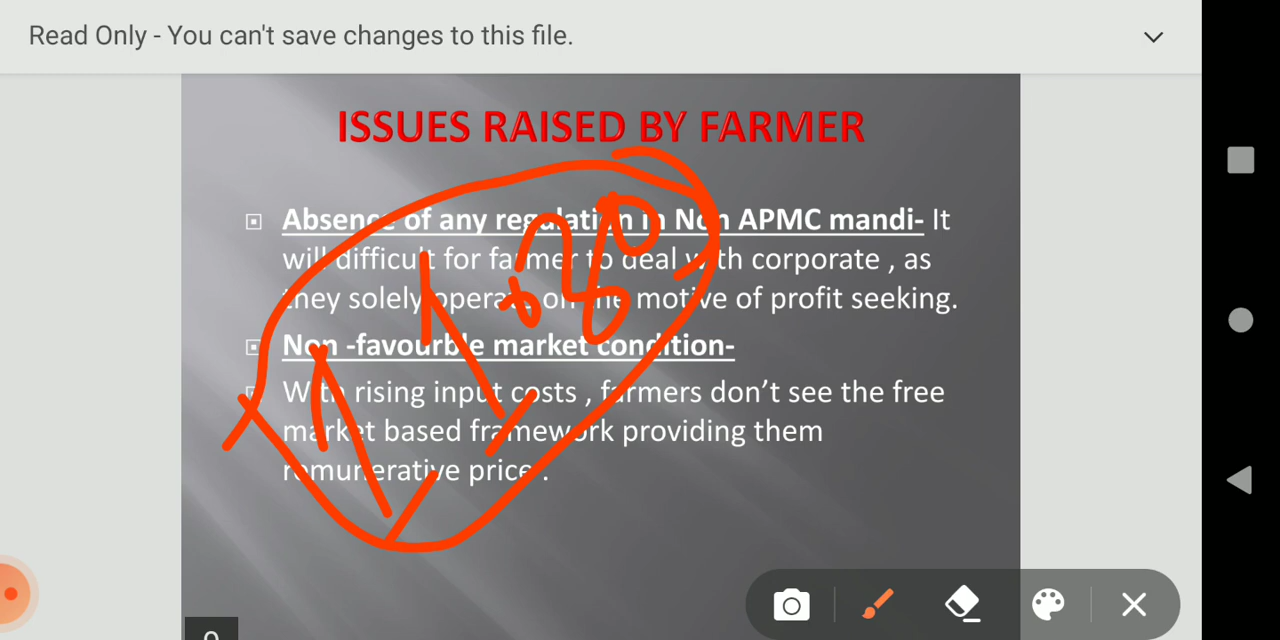 Read Only - You can't save changes to this file.
ISSUES RAISED BY FARMER
Absence of any regulation in Non APMC mandi- It
will difficult for farmer to deal with corporate , as
they solely operate on the motive of profit seeking.
Non -favourble market condition-
With rising input costs , farmers don't see the free
market based framework providing them
remunerative price .
11:28